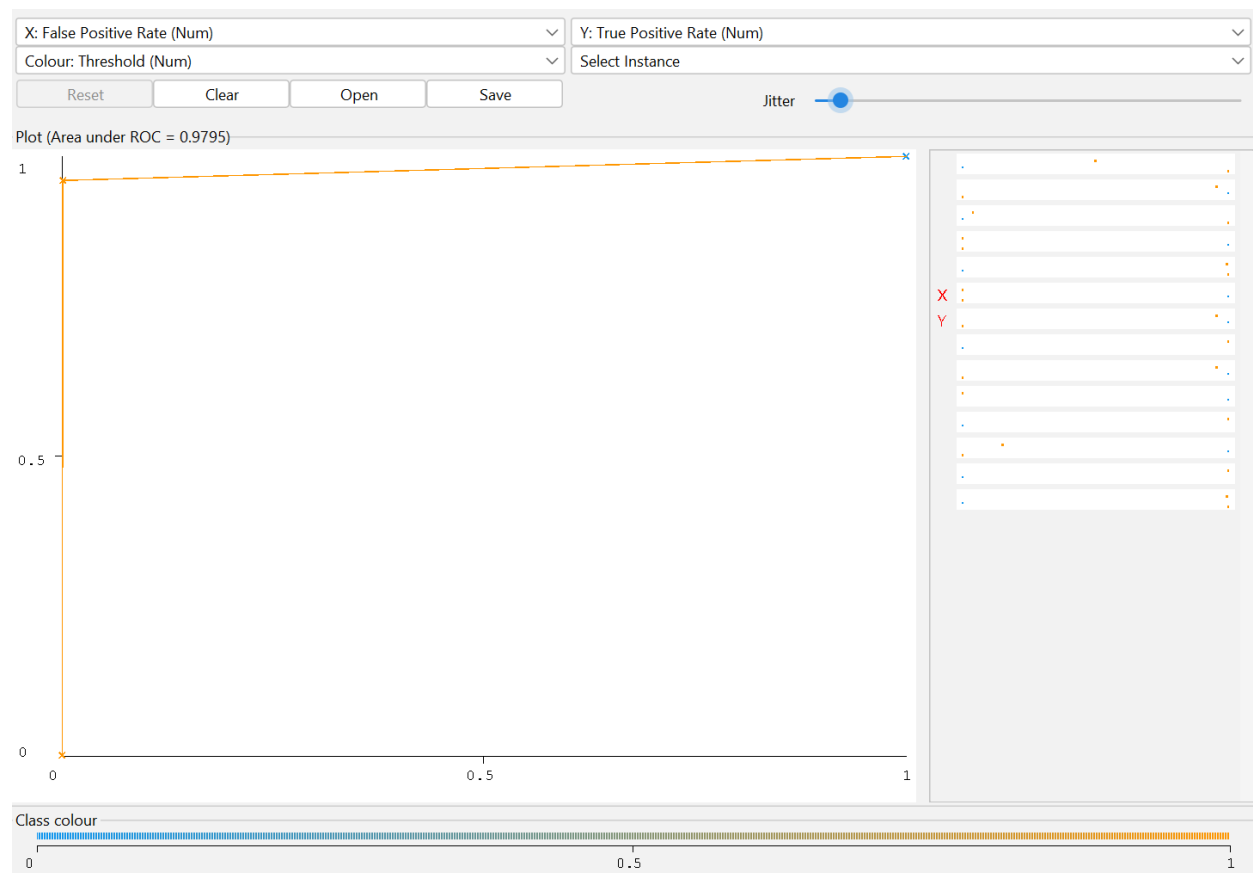 X: False Positive Rate (Num) Y: True Positive Rate (Num)
Colour: Threshold (Num) Select Instance
Reset Clear Open Save Jitter
Plot (Area under ROC = 0.9795)
1
X
Y
0.5
0
0 0.5 1
Class colour
0 0.5 1